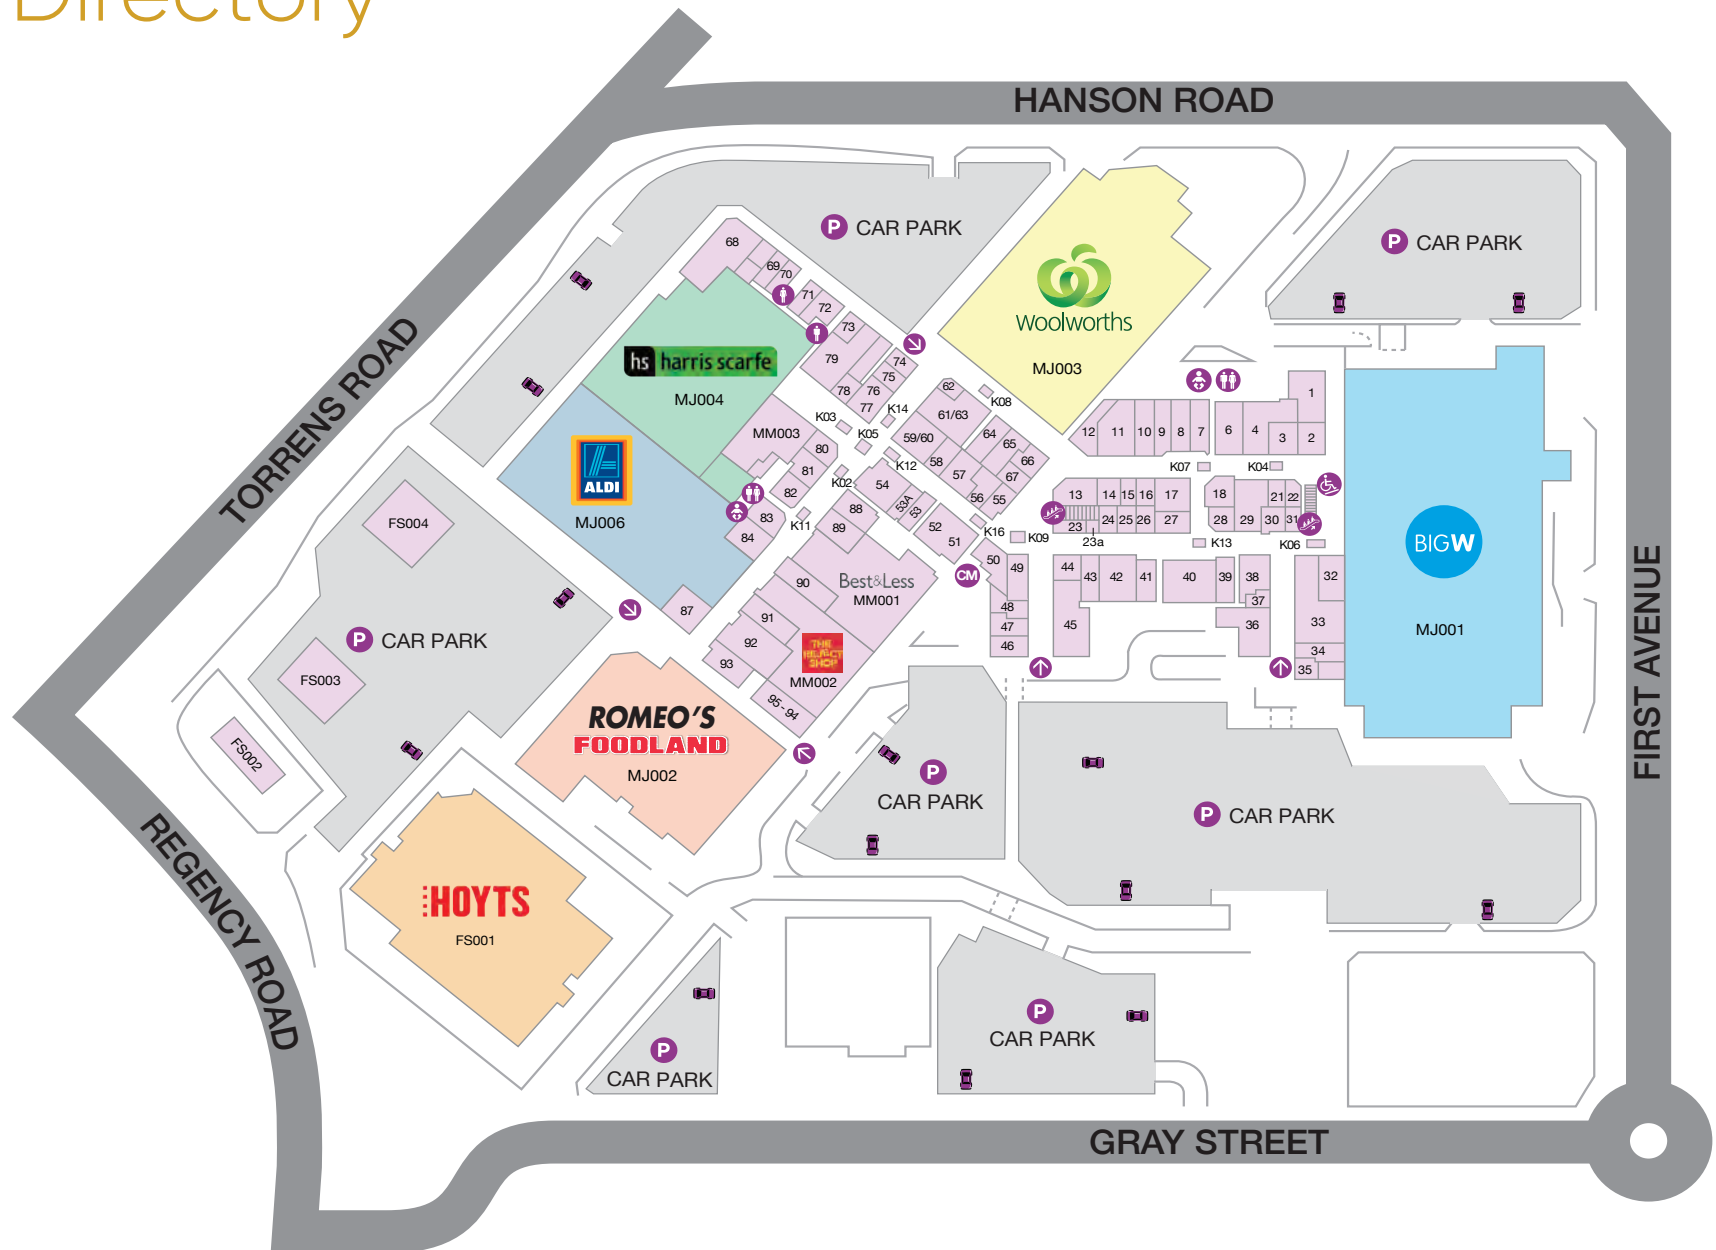 Directory
HANSON ROAD
TORRENS ROAD
REGENCY ROAD
GRAY STREET
FIRST AVENUE
P CAR PARK
P CAR PARK
Woolworths
MJ003
68
69
70
71
72
73
79
78
74
75
76
77
hs harris scarfe
MJ004
MM003
80
81
82
83
84
ALDI
MJ006
87
K03
K14
K05
K12
K02
K11
K08
K16
K09
K07
K04
K13
K06
62
61/63
59/60
58
57
56
55
64
65
66
67
54
53A
53
52
51
88
89
90
91
92
93
95 - 94
Best&Less
MM001
THE REJECT SHOP
MM002
CM
12
11
10
9
8
7
6
4
3
2
1
13
14
15
16
17
18
21
22
23
23a
24
25
26
27
28
29
30
31
50
49
48
47
46
44
43
42
41
45
40
39
38
37
36
32
33
34
35
BIGW
MJ001
FS004
P CAR PARK
FS003
FS002
ROMEO'S
FOODLAND
MJ002
HOYTS
FS001
P
CAR PARK
P CAR PARK
P
CAR PARK
P
CAR PARK